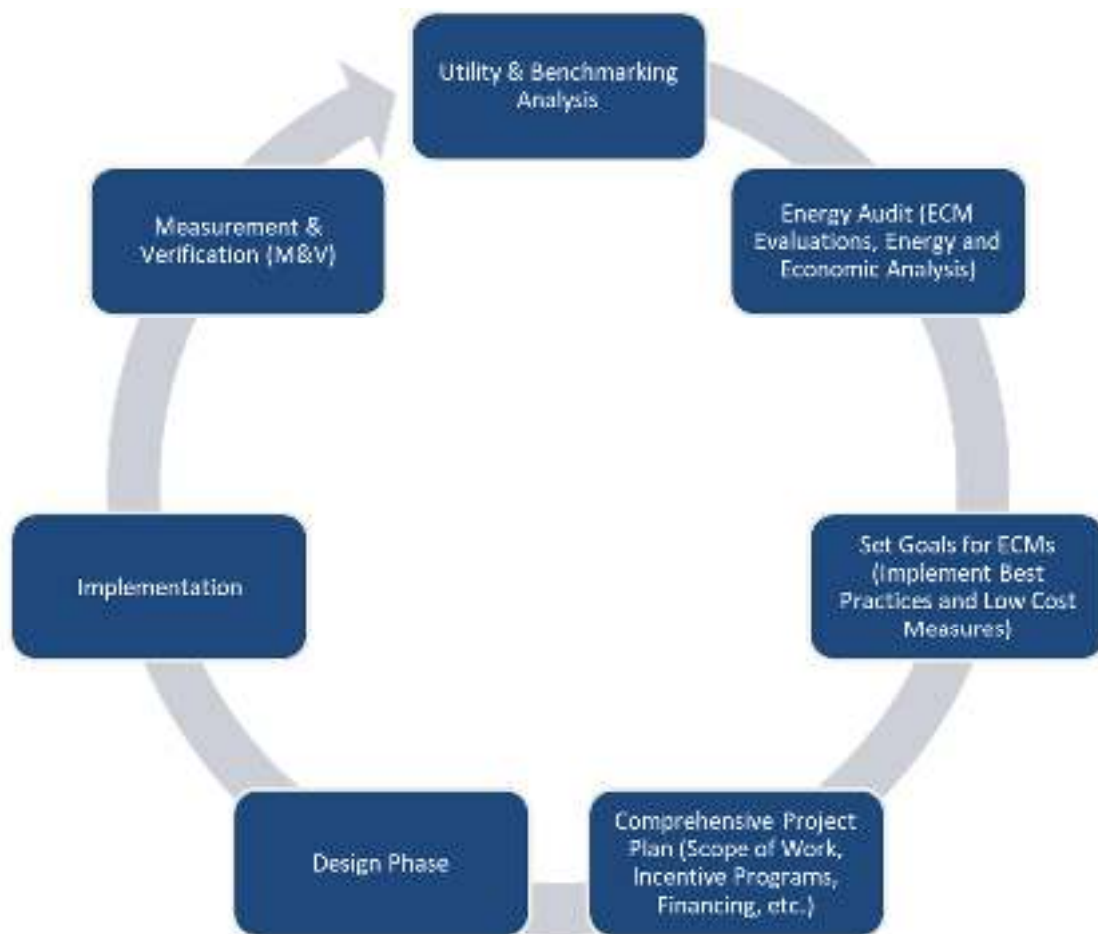 Utility & Benchmarking
Analysis
Energy Audit (ECM
Evaluations, Energy and
Economic Analysis)
Set Goals for ECMs
(Implement Best
Practices and Low Cost
Measures)
Comprehensive Project
Plan (Scope of Work,
Incentive Programs,
Financing, etc.)
Design Phase
Implementation
Measurement &
Verification (M&V)